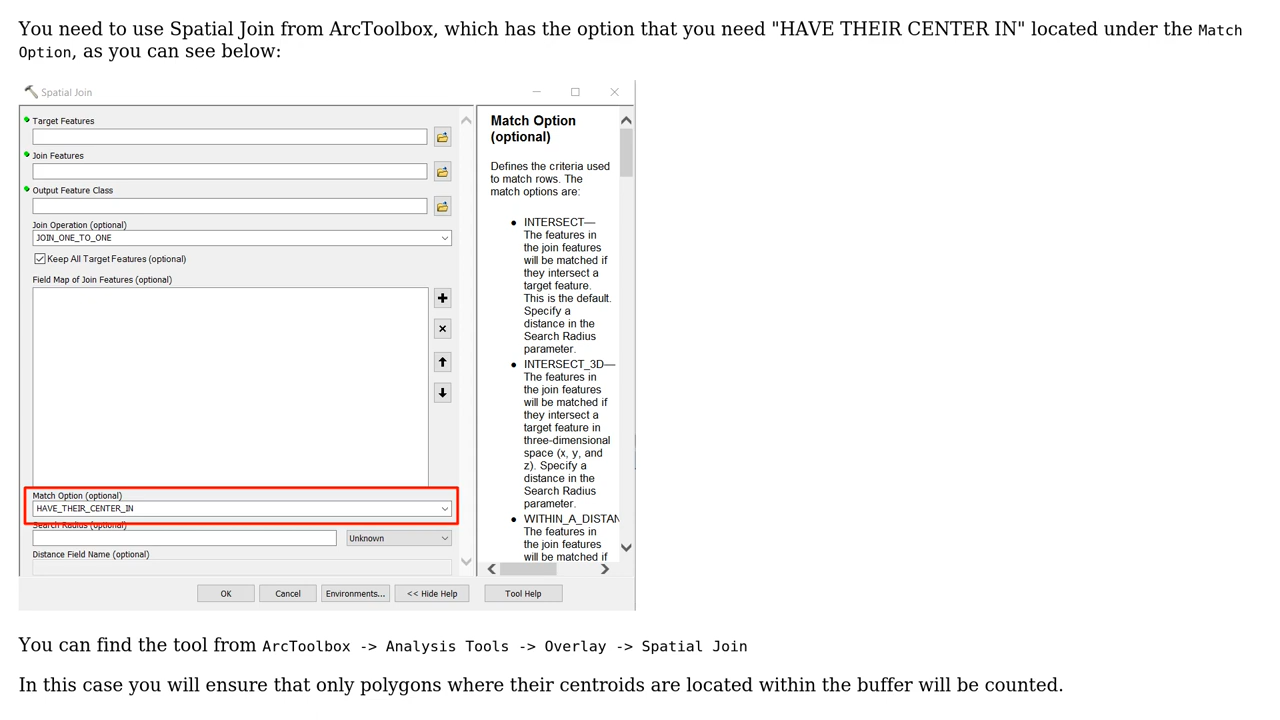 You need to use Spatial Join from ArcToolbox, which has the option that you need "HAVE THEIR CENTER IN" located under the Match
Option, as you can see below:
Spatial Join
Target Features
Join Features
Output Feature Class
Join Operation (optional)
JOIN_ONE_TO_ONE
Keep All Target Features (optional)
Field Map of Join Features (optional)
Match Option (optional)
HAVE_THEIR_CENTER_IN
Search Radius (optional)
Unknown
Distance Field Name (optional)
OK
Cancel
Environments...
<< Hide Help
Match Option
(optional)
Defines the criteria used
to match rows. The
match options are:
INTERSECT—
The features in
the join features
will be matched if
they intersect a
target feature.
This is the default.
Specify a
distance in the
Search Radius
parameter.
INTERSECT_3D—
The features in
the join features
will be matched if
they intersect a
target feature in
three-dimensional
space (x, y, and
z). Specify a
distance in the
Search Radius
parameter.
WITHIN_A_DISTAN
The features in
the join features
will be matched if
Tool Help
You can find the tool from ArcToolbox -> Analysis Tools -> Overlay -> Spatial Join
In this case you will ensure that only polygons where their centroids are located within the buffer will be counted.